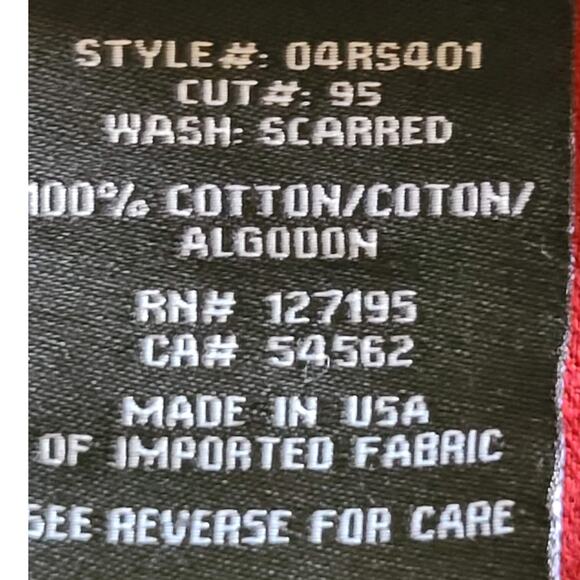 STYLE#: 04RS401
CUT#: 95
WASH: SCARRED
100% COTTON/COTON/
ALGODON
RN# 127195
CA# 54562
MADE IN USA
OF IMPORTED FABRIC
SEE REVERSE FOR CARE